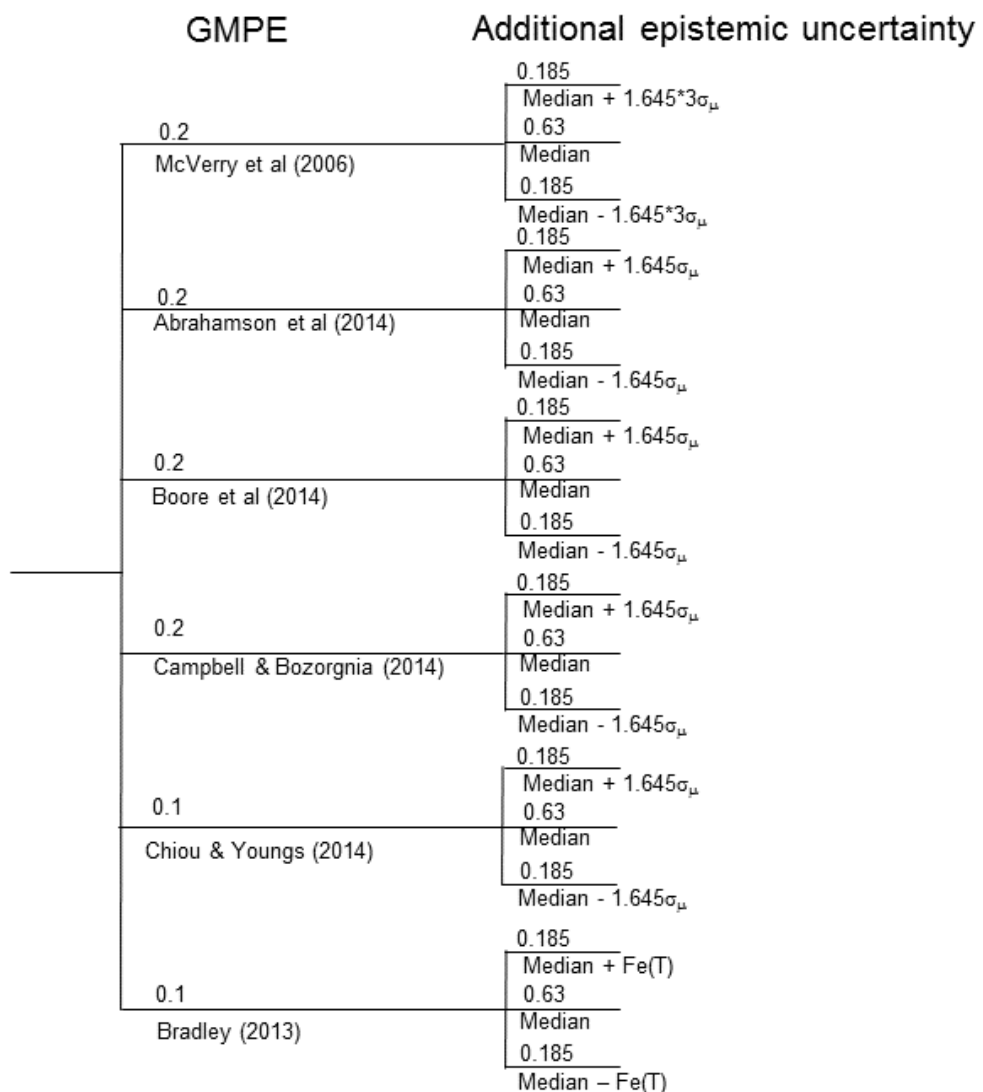 GMPE
Additional epistemic uncertainty
0.2
McVerry et al (2006)
0.185
Median + 1.645*3σμ
0.63
Median
0.185
Median - 1.645*3σμ
0.2
Abrahamson et al (2014)
0.185
Median + 1.645σμ
0.63
Median
0.185
Median - 1.645σμ
0.2
Boore et al (2014)
0.185
Median + 1.645σμ
0.63
Median
0.185
Median - 1.645σμ
0.2
Campbell & Bozorgnia (2014)
0.185
Median + 1.645σμ
0.63
Median
0.185
Median - 1.645σμ
0.1
Chiou & Youngs (2014)
0.185
Median + 1.645σμ
0.63
Median
0.185
Median - 1.645σμ
0.1
Bradley (2013)
0.185
Median + Fe(T)
0.63
Median
0.185
Median – Fe(T)